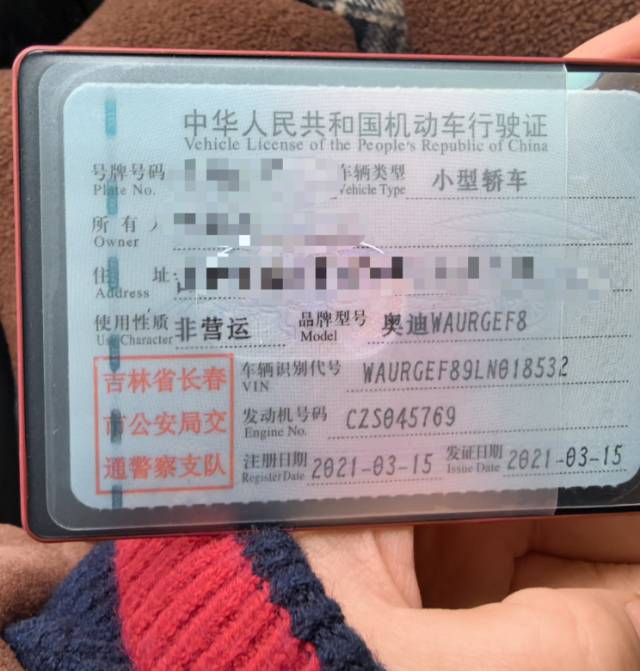 中华人民共和国机动车行驶证
Vehicle License of the People's Republic of China
号牌号码 车辆类型 小型轿车
Plate No. Vehicle Type
所有人
Owner
住 址
Address
使用性质 非营运 品牌型号 奥迪WAURGEF8
Use Character Model
吉林省长春
市公安局交
通警察支队
车辆识别代号 WAURGEF89LN018532
VIN
发动机号码 CZS045769
Engine No.
注册日期 2021-03-15 发证日期 2021-03-15
Register Date Issue Date